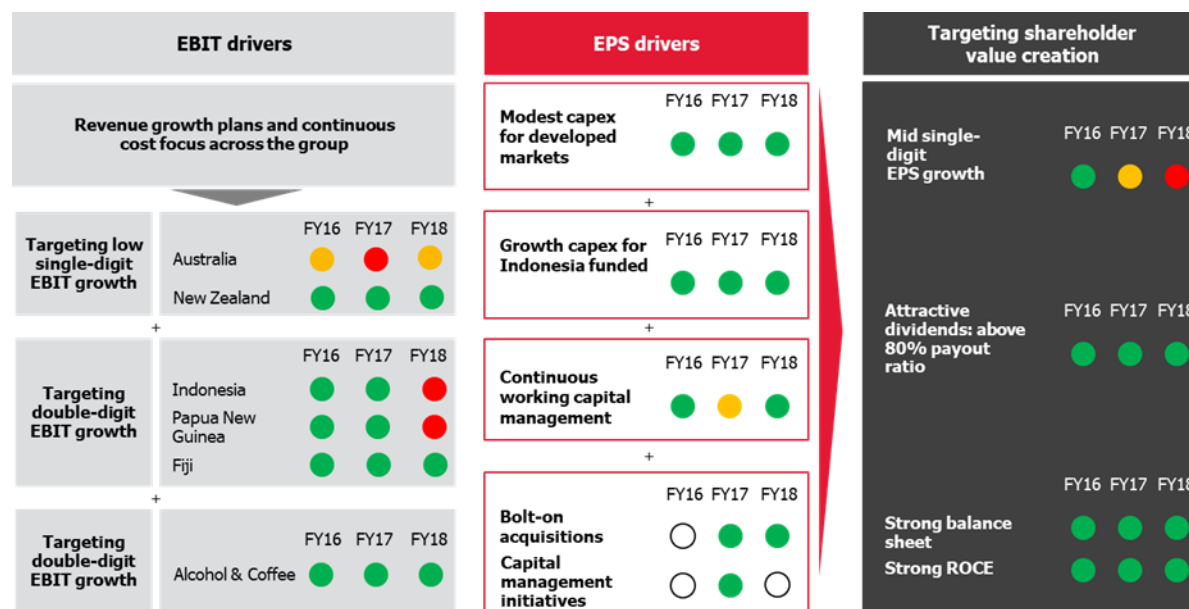 EBIT drivers
Revenue growth plans and continuous
cost focus across the group
Targeting low
single-digit
EBIT growth
FY16 FY17 FY18
Australia
New Zealand
+
Targeting
double-digit
EBIT growth
FY16 FY17 FY18
Indonesia
Papua New
Guinea
Fiji
+
Targeting
double-digit
EBIT growth
FY16 FY17 FY18
Alcohol & Coffee
EPS drivers
Modest capex
for developed
markets
FY16 FY17 FY18
+
Growth capex for
Indonesia funded
FY16 FY17 FY18
+
Continuous
working capital
management
FY16 FY17 FY18
+
Bolt-on
acquisitions
Capital
management
initiatives
FY16 FY17 FY18
Targeting shareholder
value creation
Mid single-
digit
EPS growth
FY16 FY17 FY18
Attractive
dividends: above
80% payout
ratio
FY16 FY17 FY18
FY16 FY17 FY18
Strong balance
sheet
Strong ROCE